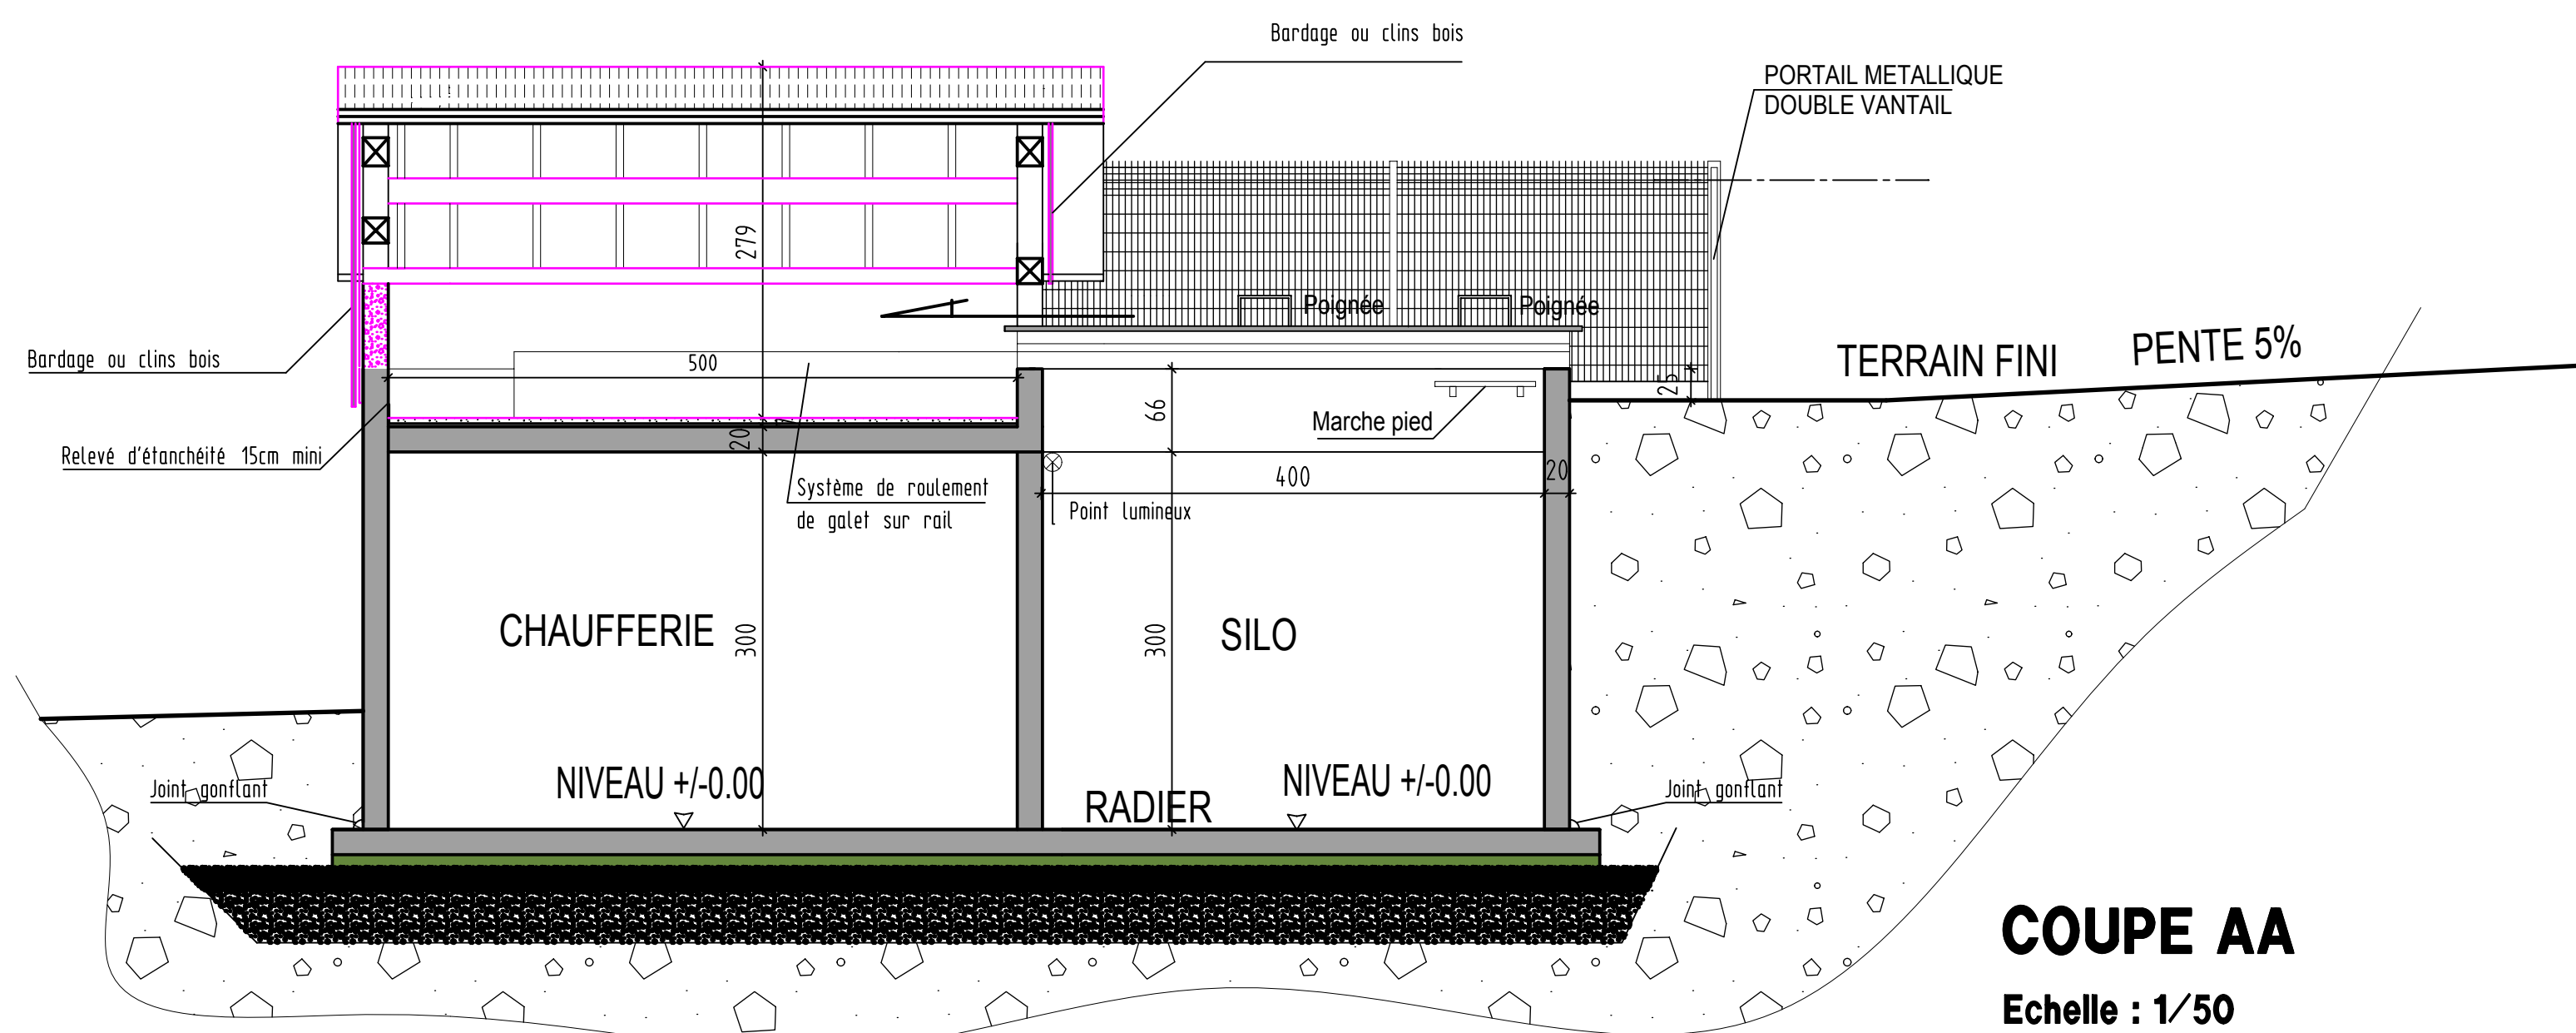 Bardage ou clins bois
PORTAIL METALLIQUE
DOUBLE VANTAIL
279
Poignée
Poignée
Bardage ou clins bois
500
TERRAIN FINI
PENTE 5%
25
66
Marche pied
20
Relevé d'étanchéité 15cm mini
Système de roulement
de galet sur rail
400
20
Point lumineux
CHAUFFERIE
300
300
SILO
NIVEAU +/-0.00
NIVEAU +/-0.00
Joint gonflant
RADIER
Joint gonflant
COUPE AA
Echelle : 1/50